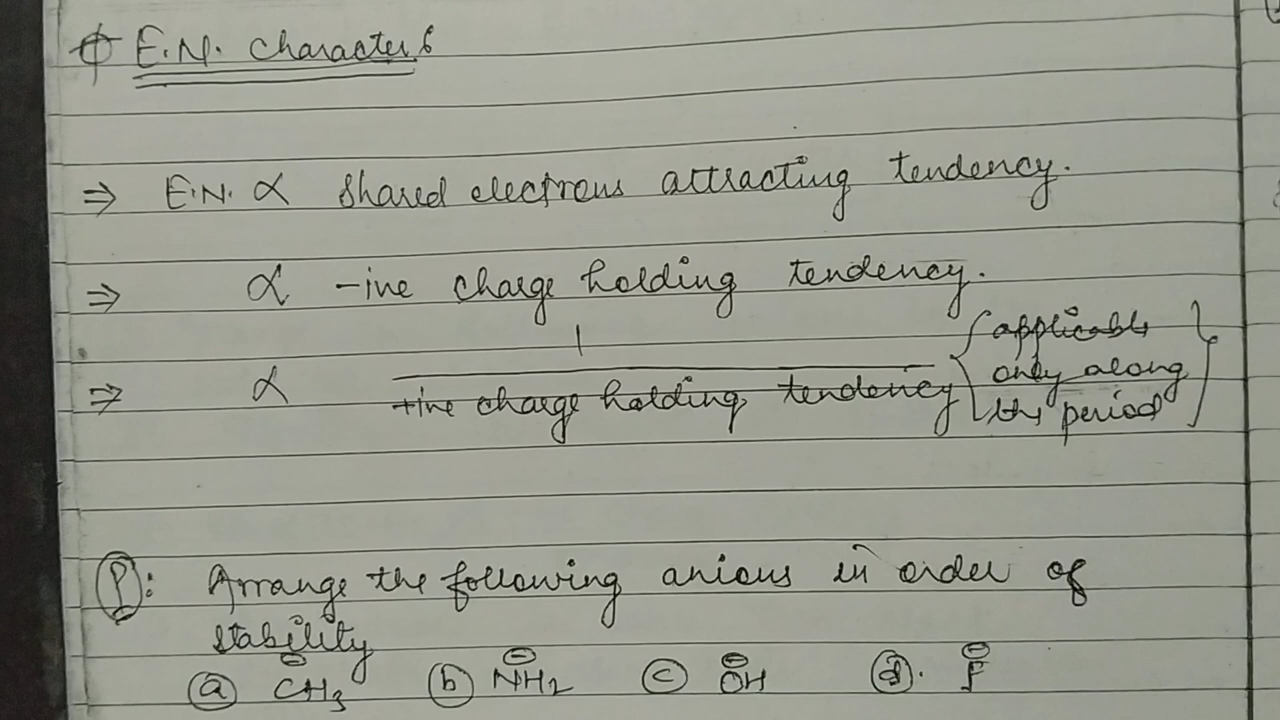 E.N. Character:
⇒ E.N. α shared electrons attracting tendency.
⇒ α -ive charge holding tendency.
⇒ α 1 / +ive charge holding tendency { applicable
only along
the period }
(P): Arrange the following anions in order of
stability
(a) CH₃⊖ (b) NH₂⊖ (c) OH⊖ (d). F⊖